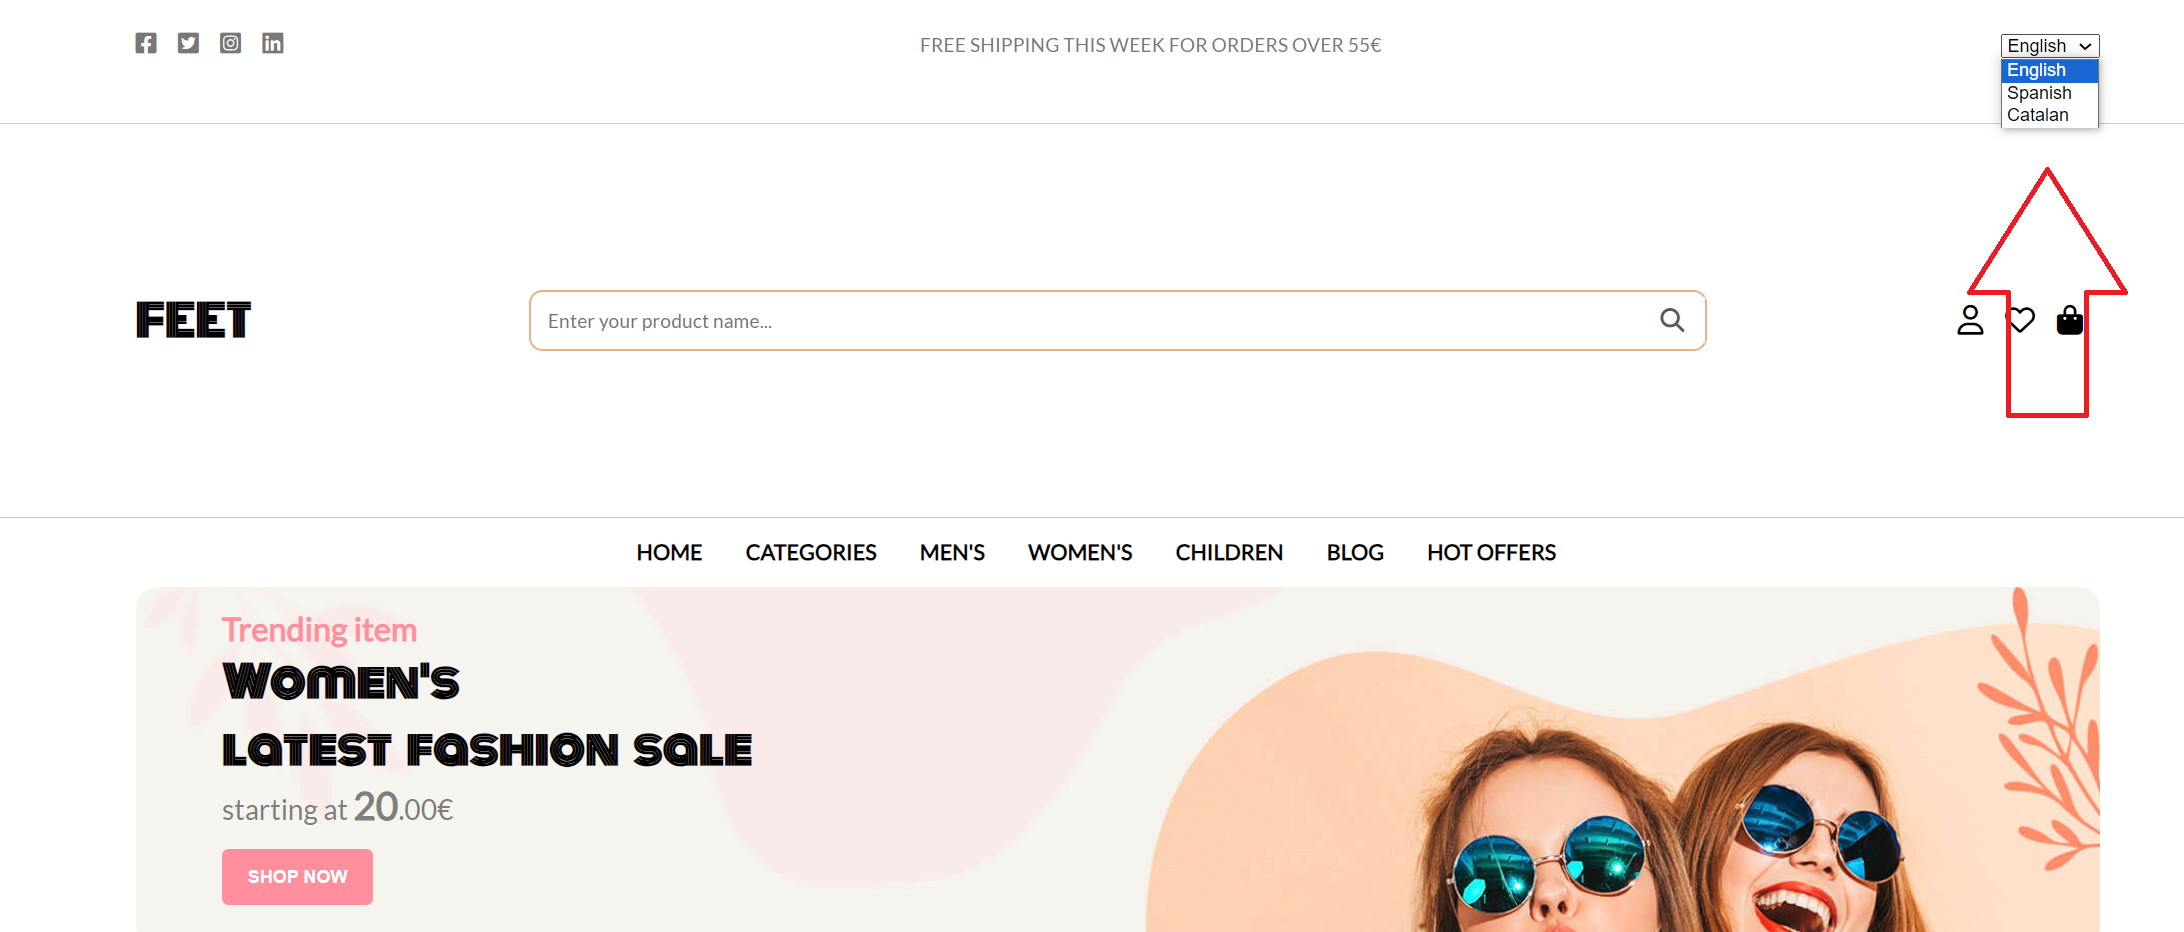 FREE SHIPPING THIS WEEK FOR ORDERS OVER 55€
English
English
Spanish
Catalan
FEET
Enter your product name...
HOME CATEGORIES MEN'S WOMEN'S CHILDREN BLOG HOT OFFERS
Trending item
Women's
Latest Fashion Sale
starting at 20.00€
SHOP NOW